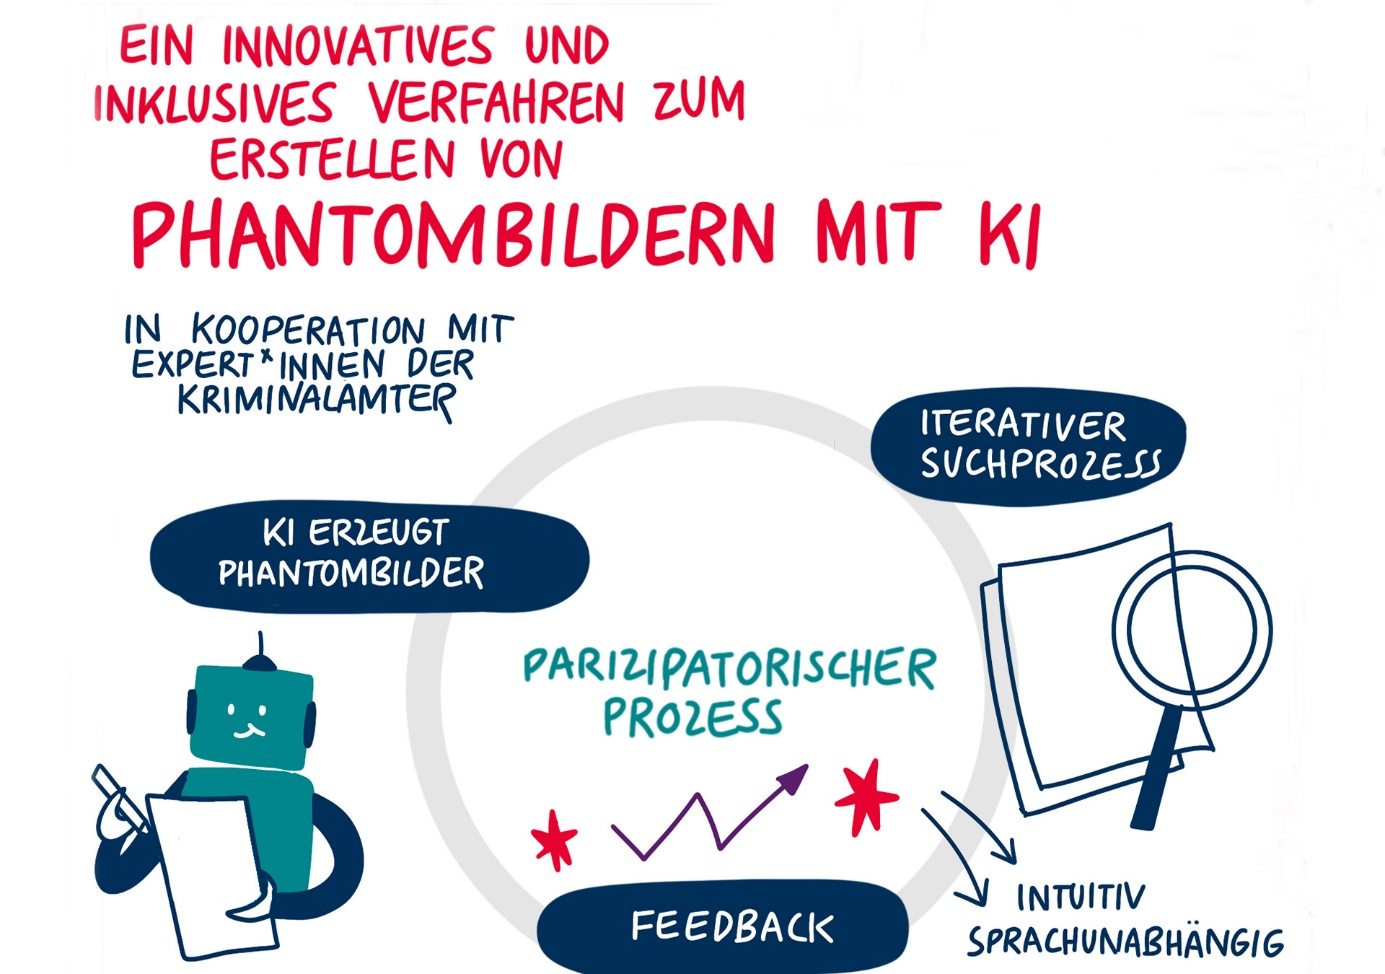 EIN INNOVATIVES UND
INKLUSIVES VERFAHREN ZUM
ERSTELLEN VON
PHANTOMBILDERN MIT KI
IN KOOPERATION MIT
EXPERT*INNEN DER
KRIMINALÄMTER
ITERATIVER
SUCHPROZESS
KI ERZEUGT
PHANTOMBILDER
PARIZIPATORISCHER
PROZESS
FEEDBACK
INTUITIV
SPRACHUNABHÄNGIG